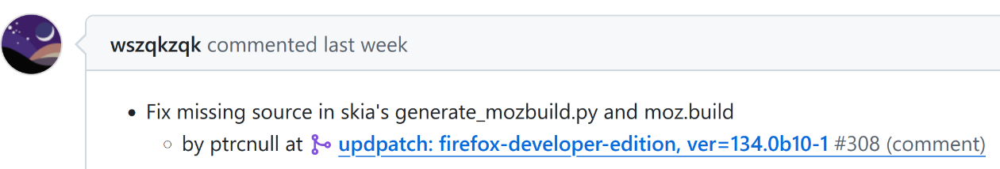 wszqkzqk commented last week
• Fix missing source in skia's generate_mozbuild.py and moz.build
○ by ptrcnull at updpatch: firefox-developer-edition, ver=134.0b10-1 #308 (comment)